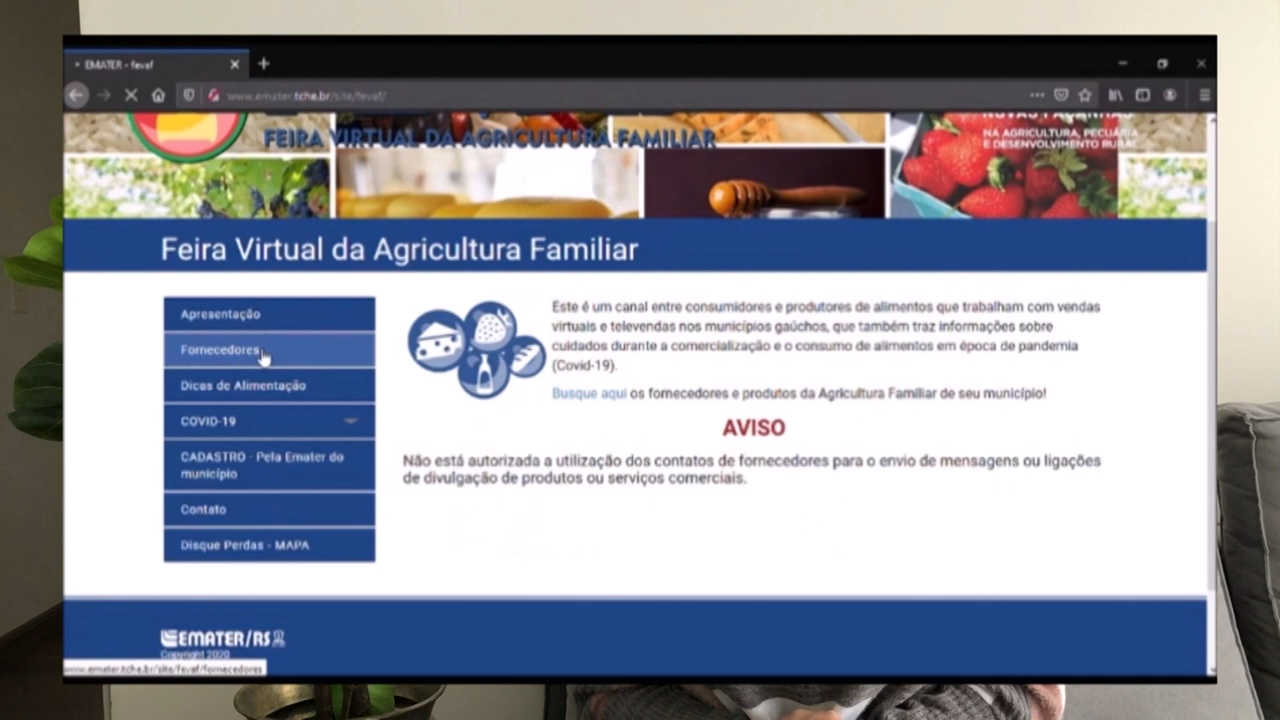 EMATER - fevaf
www.emater.tche.br/site/fevaf/
FEIRA VIRTUAL DA AGRICULTURA FAMILIAR
NOVAS FAÇANHAS
NA AGRICULTURA, PECUÁRIA
E DESENVOLVIMENTO RURAL
Feira Virtual da Agricultura Familiar
Apresentação
Fornecedores
Dicas de Alimentação
COVID-19
CADASTRO - Pela Emater do
município
Contato
Disque Perdas - MAPA
Este é um canal entre consumidores e produtores de alimentos que trabalham com vendas
virtuais e televendas nos municípios gaúchos, que também traz informações sobre
cuidados durante a comercialização e o consumo de alimentos em época de pandemia
(Covid-19).
Busque aqui os fornecedores e produtos da Agricultura Familiar de seu município!
AVISO
Não está autorizada a utilização dos contatos de fornecedores para o envio de mensagens ou ligações
de divulgação de produtos ou serviços comerciais.
EMATER/RS
Copyright 2020
www.emater.tche.br/site/fevaf/fornecedores